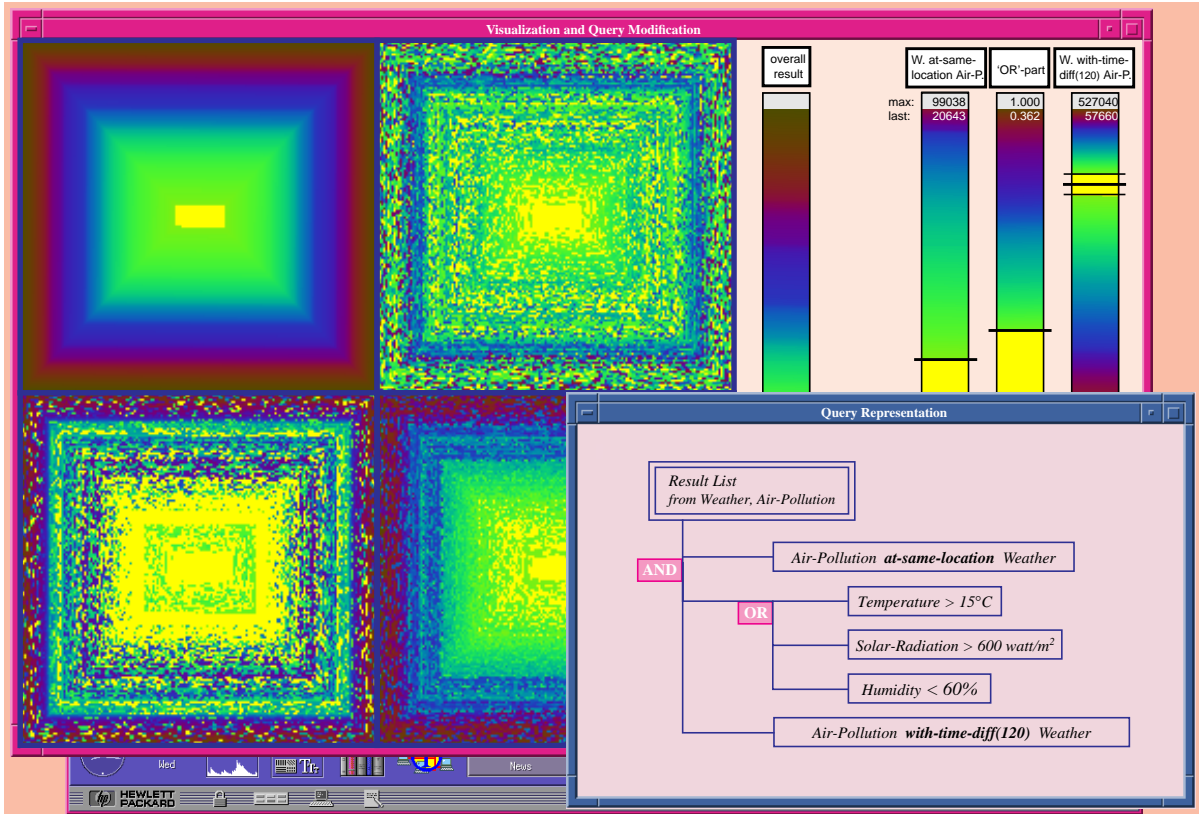 Visualization and Query Modification
overall
result
W. at-same-
location Air-P.
'OR'-part
W. with-time-
diff(120) Air-P.
max: 99038 1.000 527040
last: 20643 0.362 57660
Query Representation
Result List
from Weather, Air-Pollution
Air-Pollution at-same-location Weather
AND
Temperature > 15°C
OR
Solar-Radiation > 600 watt/m²
Humidity < 60%
Air-Pollution with-time-diff(120) Weather
Wed
News
hp HEWLETT
PACKARD